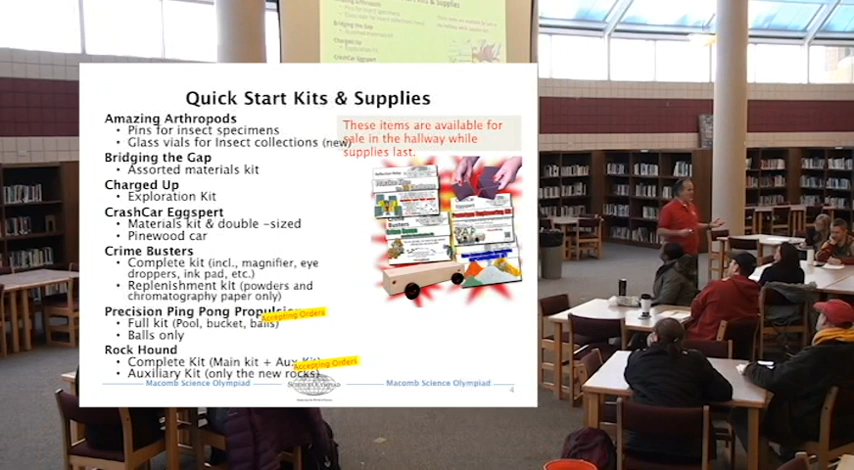 Quick Start Kits & Supplies
Amazing Arthropods
• Pins for insect specimens
• Glass vials for Insect collections (new)
These items are available for
sale in the hallway while
supplies last.
Bridging the Gap
• Assorted materials kit
Charged Up
• Exploration Kit
CrashCar Eggspert
• Materials kit & double -sized
• Pinewood car
Crime Busters
• Complete kit (incl., magnifier, eye
droppers, ink pad, etc.)
• Replenishment kit (powders and
chromatography paper only)
Precision Ping Pong Propulsion
Accepting Orders
• Full kit (Pool, bucket, balls)
• Balls only
Rock Hound
• Complete Kit (Main kit + Aux Kit)
Accepting Orders
• Auxiliary Kit (only the new rocks)
Macomb Science Olympiad
Macomb Science Olympiad
4